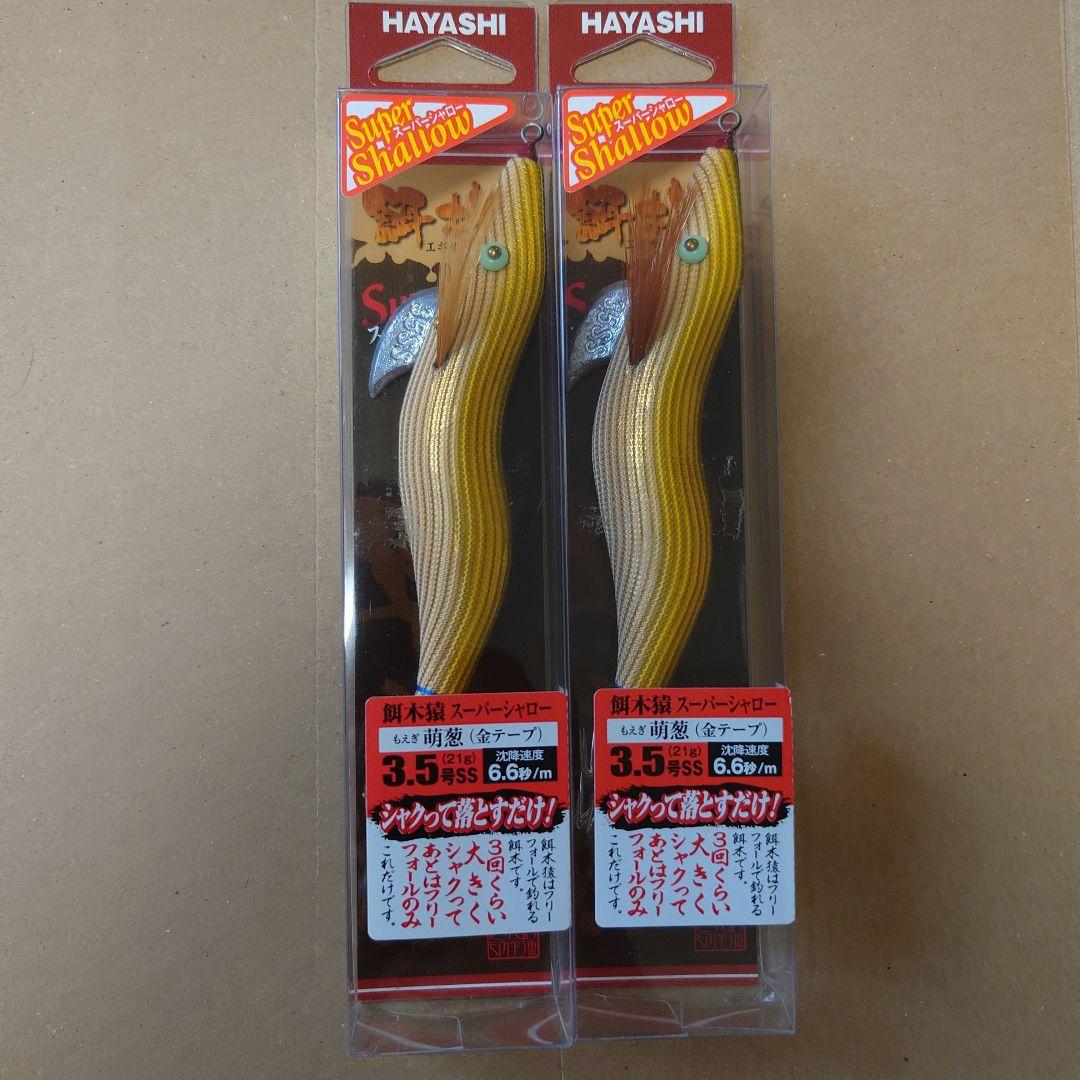 HAYASHI
Super
スーパーシャロー
Shallow
餌木
エギ
Su
ス
餌木猿 スーパーシャロー
もえぎ 萌葱(金テープ)
3.5号SS (21g) 沈降速度 6.6秒/m
シャクって落とすだけ!
餌木猿はフリー
フォールで釣れる
餌木です。
3回くらい
大きく
シャクって
あとはフリー
フォールのみ
これだけです。
HAYASHI
Super
スーパーシャロー
Shallow
餌木
エギ
餌木猿 スーパーシャロー
もえぎ 萌葱(金テープ)
3.5号SS (21g) 沈降速度 6.6秒/m
シャクって落とすだけ!
餌木猿はフリー
フォールで釣れる
餌木です。
3回くらい
大きく
シャクって
あとはフリー
フォールのみ
これだけです。